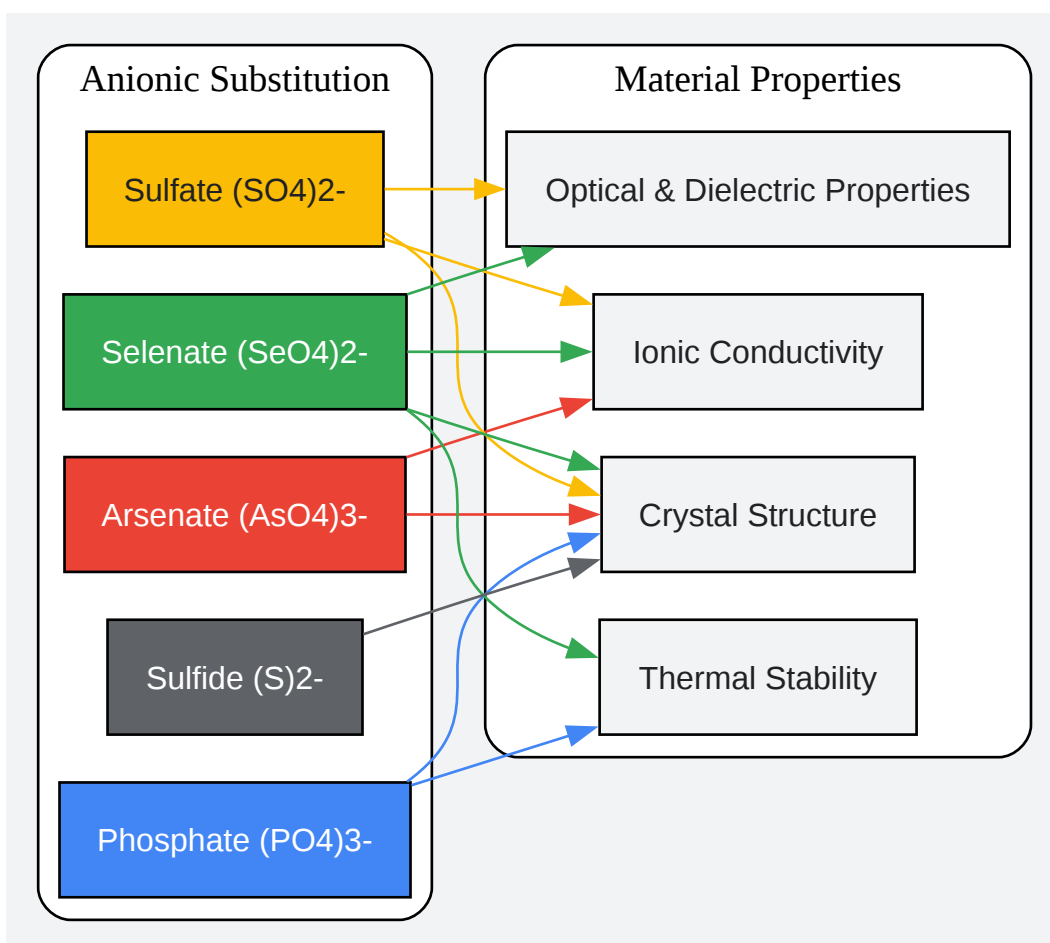 Anionic Substitution
Sulfate (SO4)2-
Selenate (SeO4)2-
Arsenate (AsO4)3-
Sulfide (S)2-
Phosphate (PO4)3-
Material Properties
Optical & Dielectric Properties
Ionic Conductivity
Crystal Structure
Thermal Stability